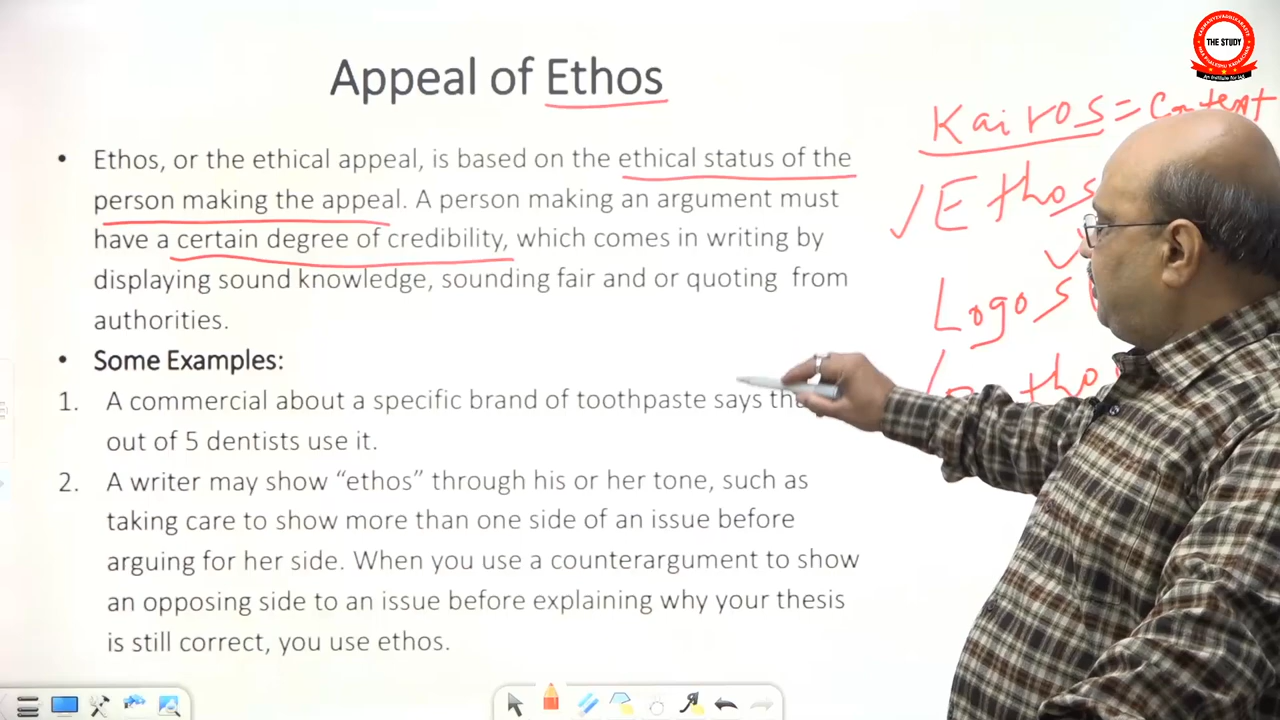 Appeal of Ethos
• Ethos, or the ethical appeal, is based on the ethical status of the
person making the appeal. A person making an argument must
have a certain degree of credibility, which comes in writing by
displaying sound knowledge, sounding fair and or quoting from
authorities.
• Some Examples:
1. A commercial about a specific brand of toothpaste says
out of 5 dentists use it.
2. A writer may show “ethos” through his or her tone, such as
taking care to show more than one side of an issue before
arguing for her side. When you use a counterargument to show
an opposing side to an issue before explaining why your thesis
is still correct, you use ethos.
Kairos = Context
Ethos
Logos
THE STUDY
An Institute for IAS